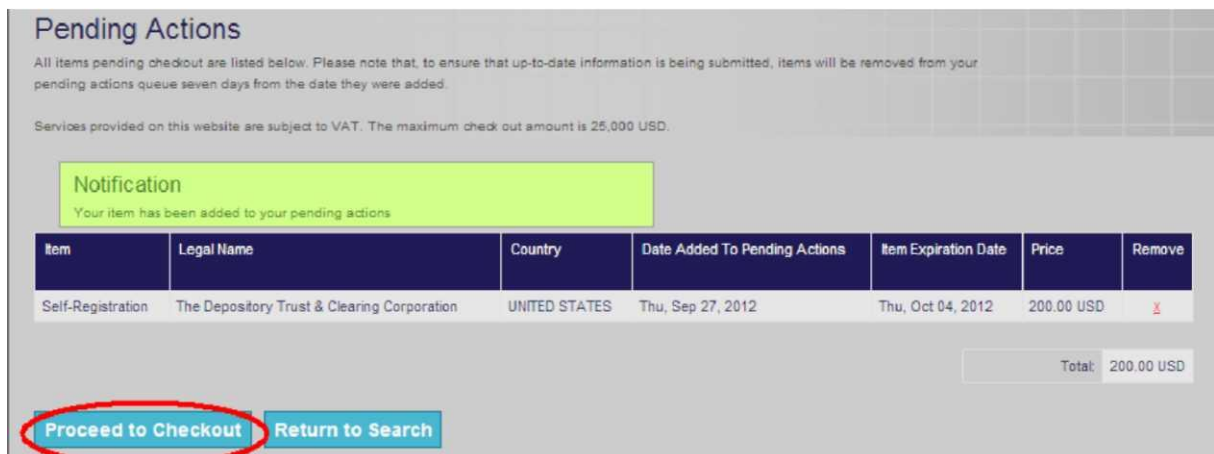 Pending Actions
All items pending checkout are listed below. Please note that, to ensure that up-to-date information is being submitted, items will be removed from your
pending actions queue seven days from the date they were added.
Services provided on this website are subject to VAT. The maximum check out amount is 25,000 USD.
Notification
Your item has been added to your pending actions
Item Legal Name Country Date Added To Pending Actions Item Expiration Date Price Remove
Self-Registration The Depository Trust & Clearing Corporation UNITED STATES Thu, Sep 27, 2012 Thu, Oct 04, 2012 200.00 USD X
Total: 200.00 USD
Proceed to Checkout Return to Search